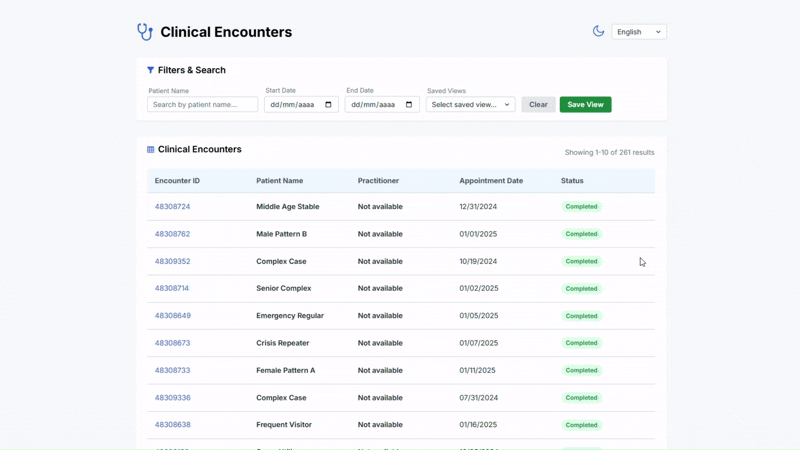 Clinical Encounters
English
Filters & Search
Patient Name Start Date End Date Saved Views
Search by patient name... dd/mm/aaaa dd/mm/aaaa Select saved view... Clear Save View
Clinical Encounters
Showing 1-10 of 261 results
Encounter ID Patient Name Practitioner Appointment Date Status
48308724 Middle Age Stable Not available 12/31/2024 Completed
48308762 Male Pattern B Not available 01/01/2025 Completed
48309352 Complex Case Not available 10/19/2024 Completed
48308714 Senior Complex Not available 01/02/2025 Completed
48308649 Emergency Regular Not available 01/05/2025 Completed
48308673 Crisis Repeater Not available 01/07/2025 Completed
48308733 Female Pattern A Not available 01/11/2025 Completed
48309336 Complex Case Not available 07/31/2024 Completed
48308638 Frequent Visitor Not available 01/16/2025 Completed